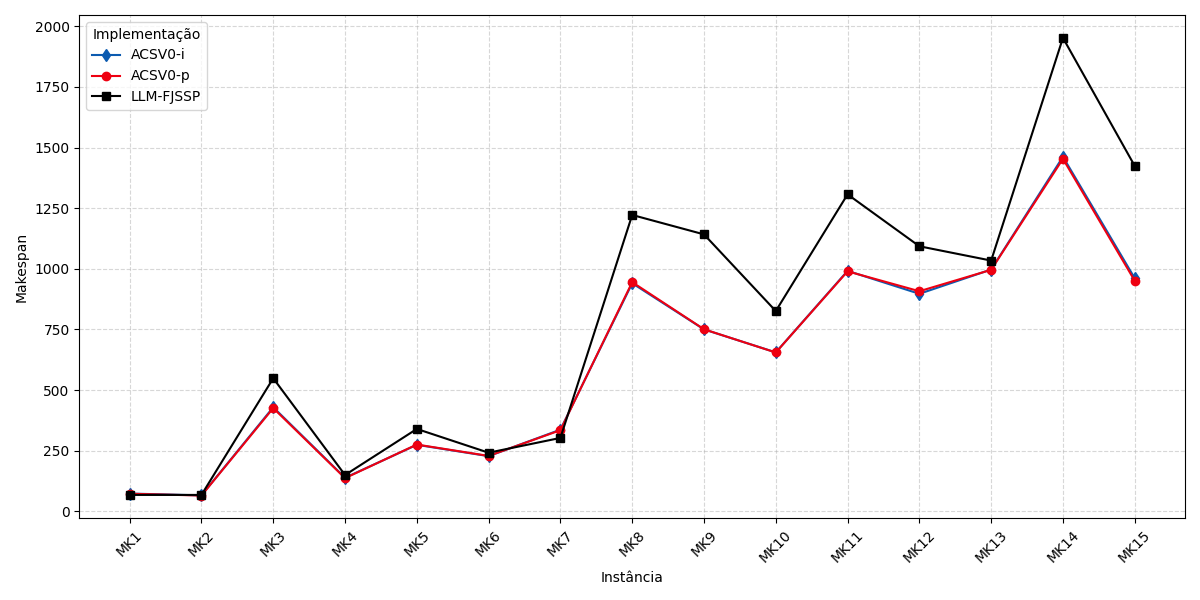 Implementação
ACSV0-i
ACSV0-p
LLM-FJSSP
Makespan
2000
1750
1500
1250
1000
750
500
250
0
MK1
MK2
MK3
MK4
MK5
MK6
MK7
MK8
MK9
MK10
MK11
MK12
MK13
MK14
MK15
Instância